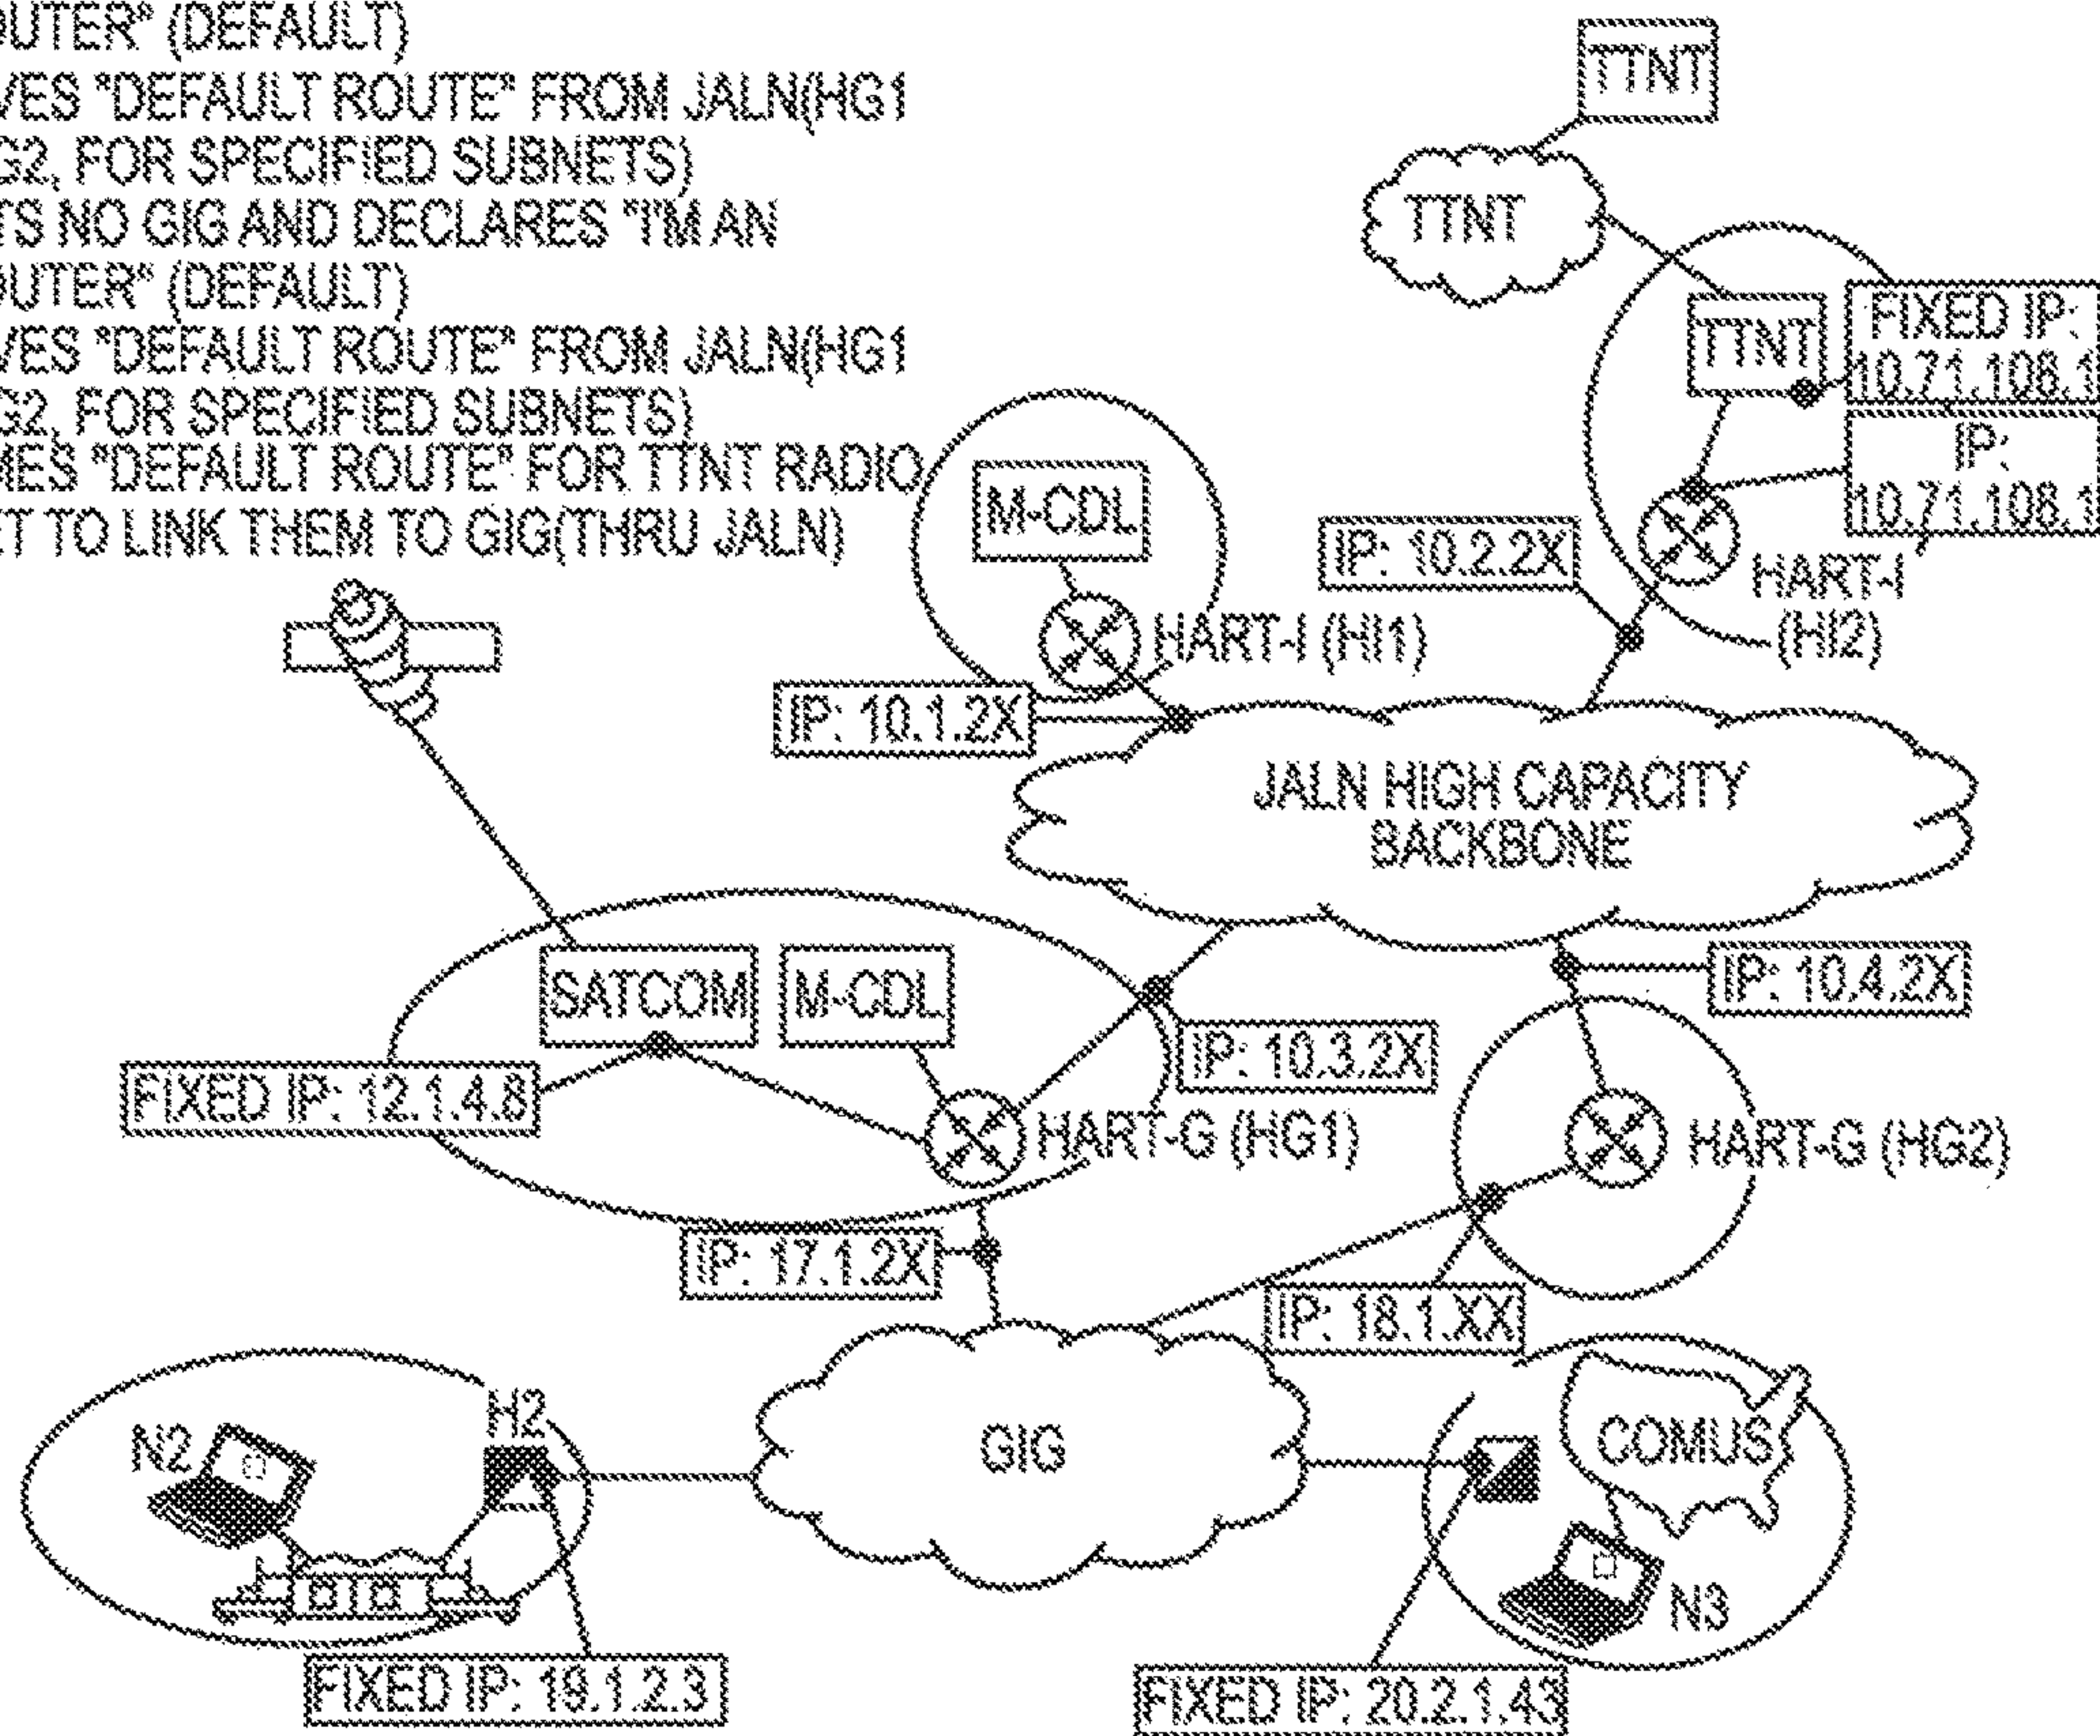 OUTER" (DEFAULT)
VES "DEFAULT ROUTE" FROM JALN(HG1
G2, FOR SPECIFIED SUBNETS)
TS NO GIG AND DECLARES "I'M AN
OUTER" (DEFAULT)
VES "DEFAULT ROUTE" FROM JALN(HG1
G2, FOR SPECIFIED SUBNETS)
MES "DEFAULT ROUTE" FOR TTNT RADIO
ET TO LINK THEM TO GIG(THRU JALN)
TTNT
TTNT
TTNT
FIXED IP:
10.71.108.1
IP:
10.71.108.1
M-CDL
IP: 10.2.2X
HART-I
(HI2)
HART-I (HI1)
IP: 10.1.2X
JALN HIGH CAPACITY
BACKBONE
SATCOM
M-CDL
IP: 10.4.2X
IP: 10.3.2X
FIXED IP: 12.1.4.8
HART-G (HG1)
HART-G (HG2)
IP: 17.1.2X
IP: 18.1.XX
H2
N2
GIG
COMUS
N3
FIXED IP: 19.1.2.3
FIXED IP: 20.2.1.43